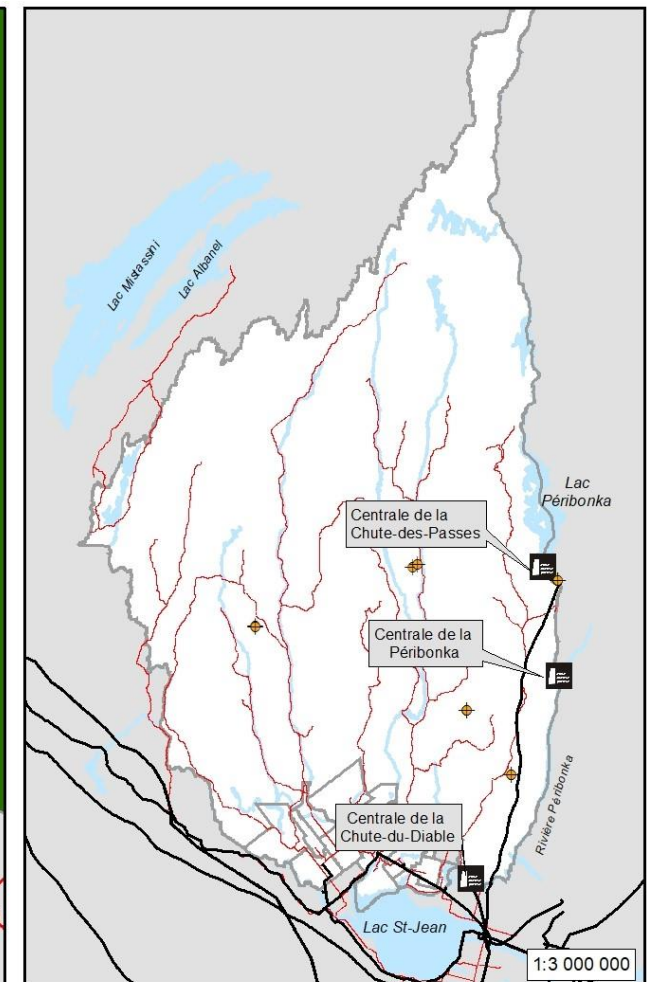 Lac Mistassini
Lac Albanel
Lac
Péribonka
Centrale de la
Chute-des-Passes
Centrale de la
Péribonka
Rivière Péribonka
Centrale de la
Chute-du-Diable
Lac St-Jean
1:3 000 000